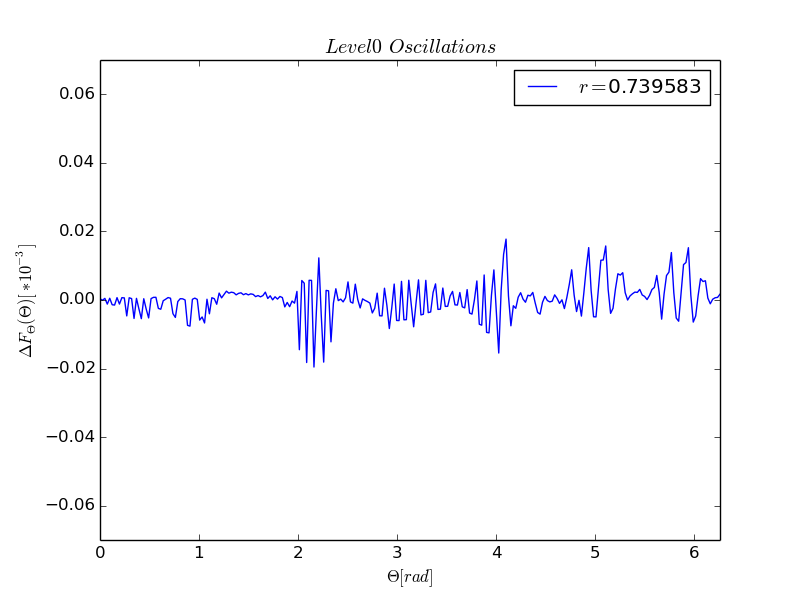 Level0 Oscillations
r=0.739583
0.06
0.04
0.02
0.00
−0.02
−0.04
−0.06
ΔF_Θ(Θ)[∗10^{−3}]
0 1 2 3 4 5 6
Θ[rad]